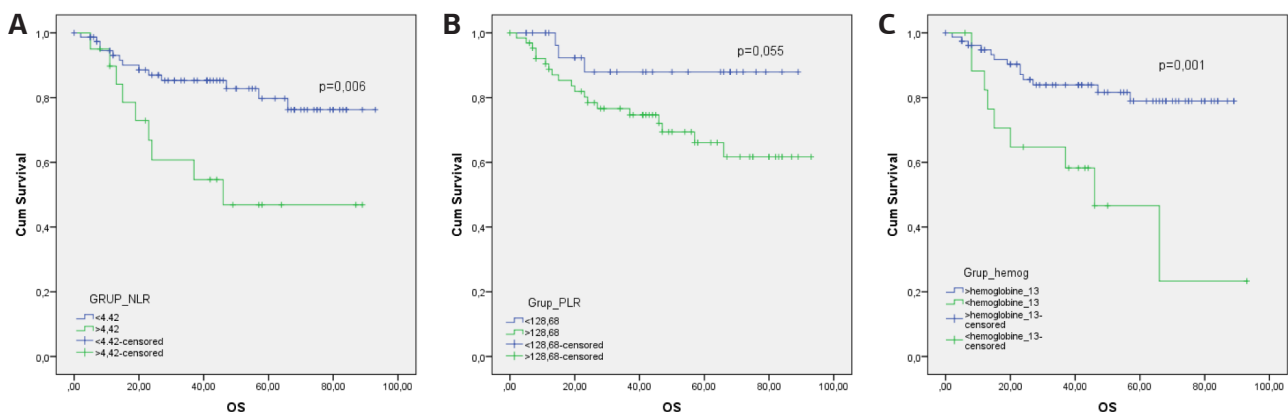 A
Cum Survival
1,0
0,8
0,6
0,4
0,2
0,0
p=0,006
GRUP_NLR
<4.42
>4,42
<4.42-censored
>4,42-censored
,00
20,00
40,00
60,00
80,00
100,00
OS
B
Cum Survival
1,0
0,8
0,6
0,4
0,2
0,0
p=0,055
Grup_PLR
<128,68
>128,68
<128,68-censored
>128,68-censored
,00
20,00
40,00
60,00
80,00
100,00
OS
C
Cum Survival
1,0
0,8
0,6
0,4
0,2
0,0
p=0,001
Grup_hemog
>hemoglobine_13
<hemoglobine_13
>hemoglobine_13-
censored
<hemoglobine_13-
censored
,00
20,00
40,00
60,00
80,00
100,00
OS